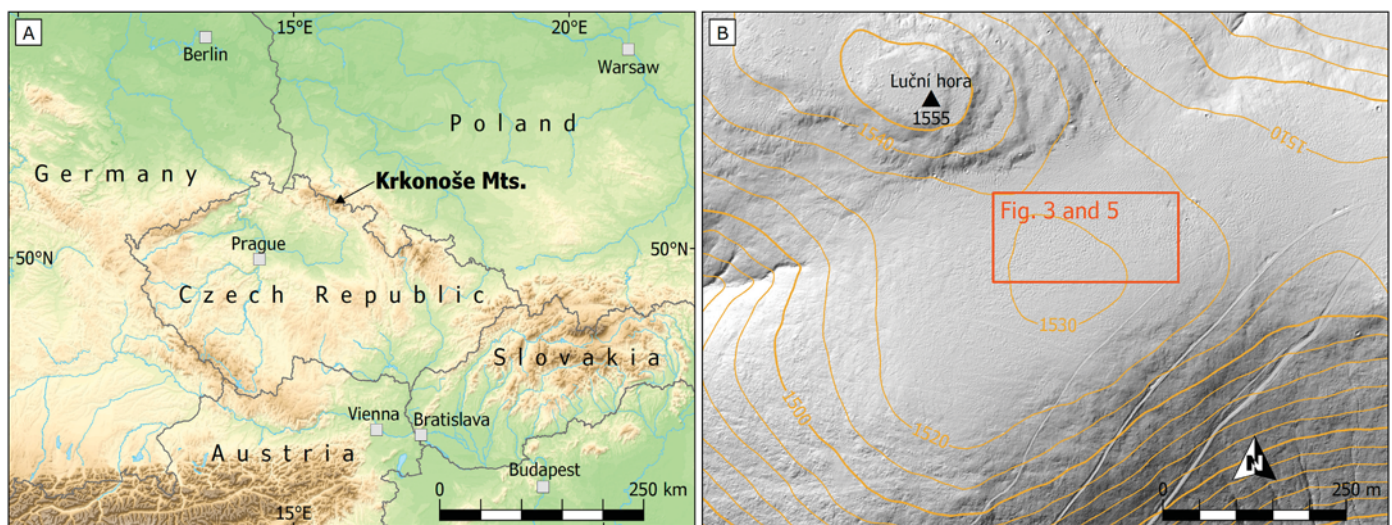 A
15°E
20°E
Berlin
Warsaw
Poland
Germany
Krkonoše Mts.
50°N
Prague
50°N
Czech Republic
Slovakia
Vienna
Bratislava
Austria
Budapest
0 250 km
15°E
B
Luční hora
1555
1540
1510
Fig. 3 and 5
1530
1500
1520
N
0 250 m